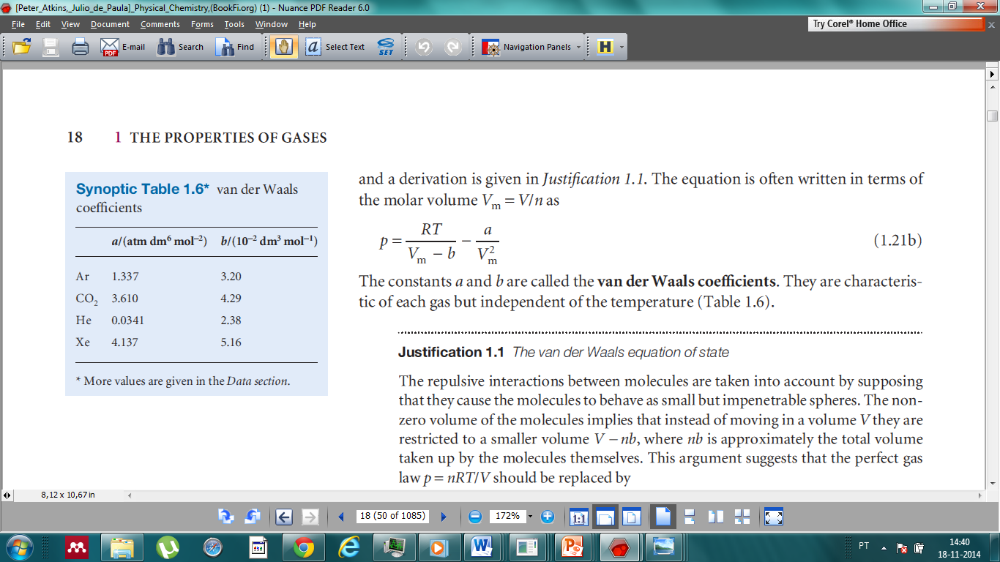 [Peter_Atkins,_Julio_de_Paula]_Physical_Chemistry,(BookFi.org) (1) - Nuance PDF Reader 6.0
File Edit View Document Comments Forms Tools Window Help
Try Corel® Home Office
PDF E-mail Search Find a Select Text SET Navigation Panels H
18 1 THE PROPERTIES OF GASES
Synoptic Table 1.6* van der Waals
coefficients
a/(atm dm⁶ mol⁻²) b/(10⁻² dm³ mol⁻¹)
Ar 1.337 3.20
CO₂ 3.610 4.29
He 0.0341 2.38
Xe 4.137 5.16
* More values are given in the Data section.
and a derivation is given in Justification 1.1. The equation is often written in terms of
the molar volume Vₘ = V/n as
p = RT/(Vₘ − b) − a/Vₘ² (1.21b)
The constants a and b are called the van der Waals coefficients. They are characteris-
tic of each gas but independent of the temperature (Table 1.6).
Justification 1.1 The van der Waals equation of state
The repulsive interactions between molecules are taken into account by supposing
that they cause the molecules to behave as small but impenetrable spheres. The non-
zero volume of the molecules implies that instead of moving in a volume V they are
restricted to a smaller volume V − nb, where nb is approximately the total volume
taken up by the molecules themselves. This argument suggests that the perfect gas
law p = nRT/V should be replaced by
8,12 x 10,67 in
18 (50 of 1085) 172% 1:1
PT 14:40
18-11-2014